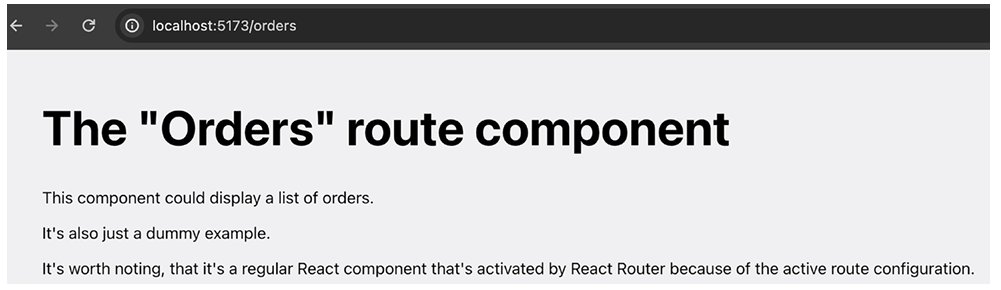 localhost:5173/orders
The "Orders" route component
This component could display a list of orders.
It's also just a dummy example.
It's worth noting, that it's a regular React component that's activated by React Router because of the active route configuration.